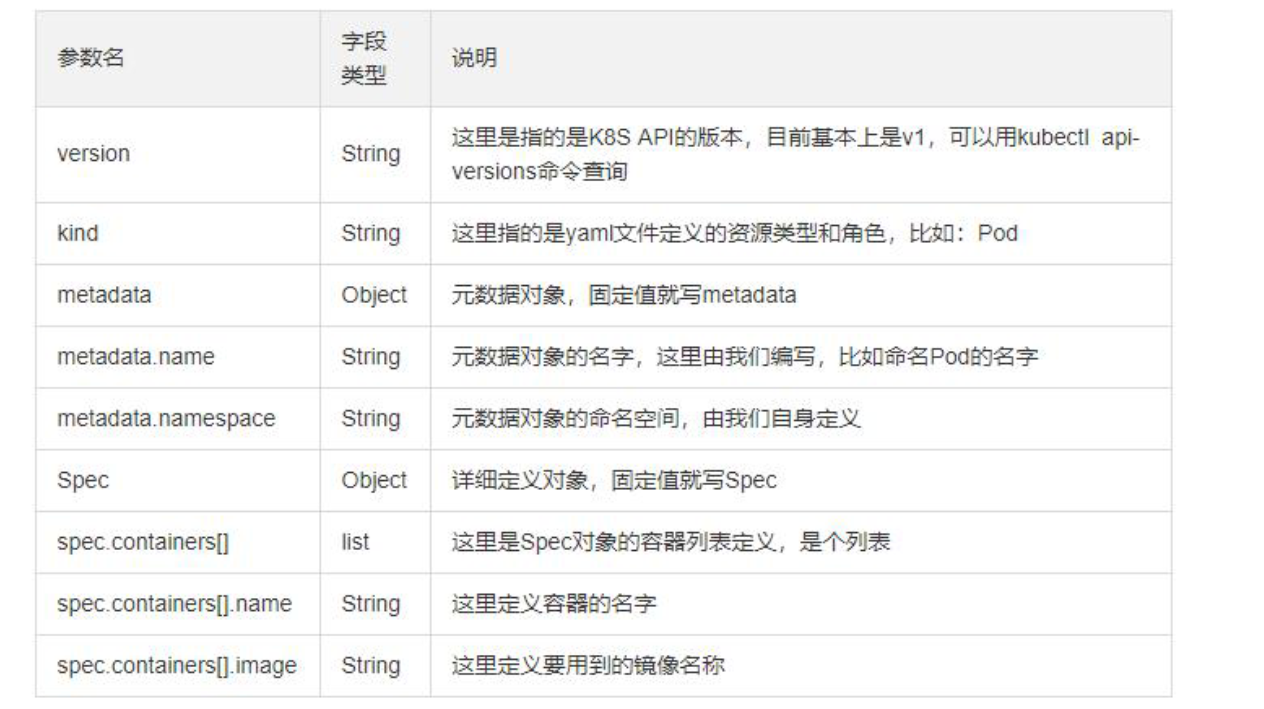 参数名
字段
类型
说明
version
String
这里是指的是K8S API的版本，目前基本上是v1，可以用kubectl api-
versions命令查询
kind
String
这里指的是yaml文件定义的资源类型和角色，比如：Pod
metadata
Object
元数据对象，固定值就写metadata
metadata.name
String
元数据对象的名字，这里由我们编写，比如命名Pod的名字
metadata.namespace
String
元数据对象的命名空间，由我们自身定义
Spec
Object
详细定义对象，固定值就写Spec
spec.containers[]
list
这里是Spec对象的容器列表定义，是个列表
spec.containers[].name
String
这里定义容器的名字
spec.containers[].image
String
这里定义要用到的镜像名称